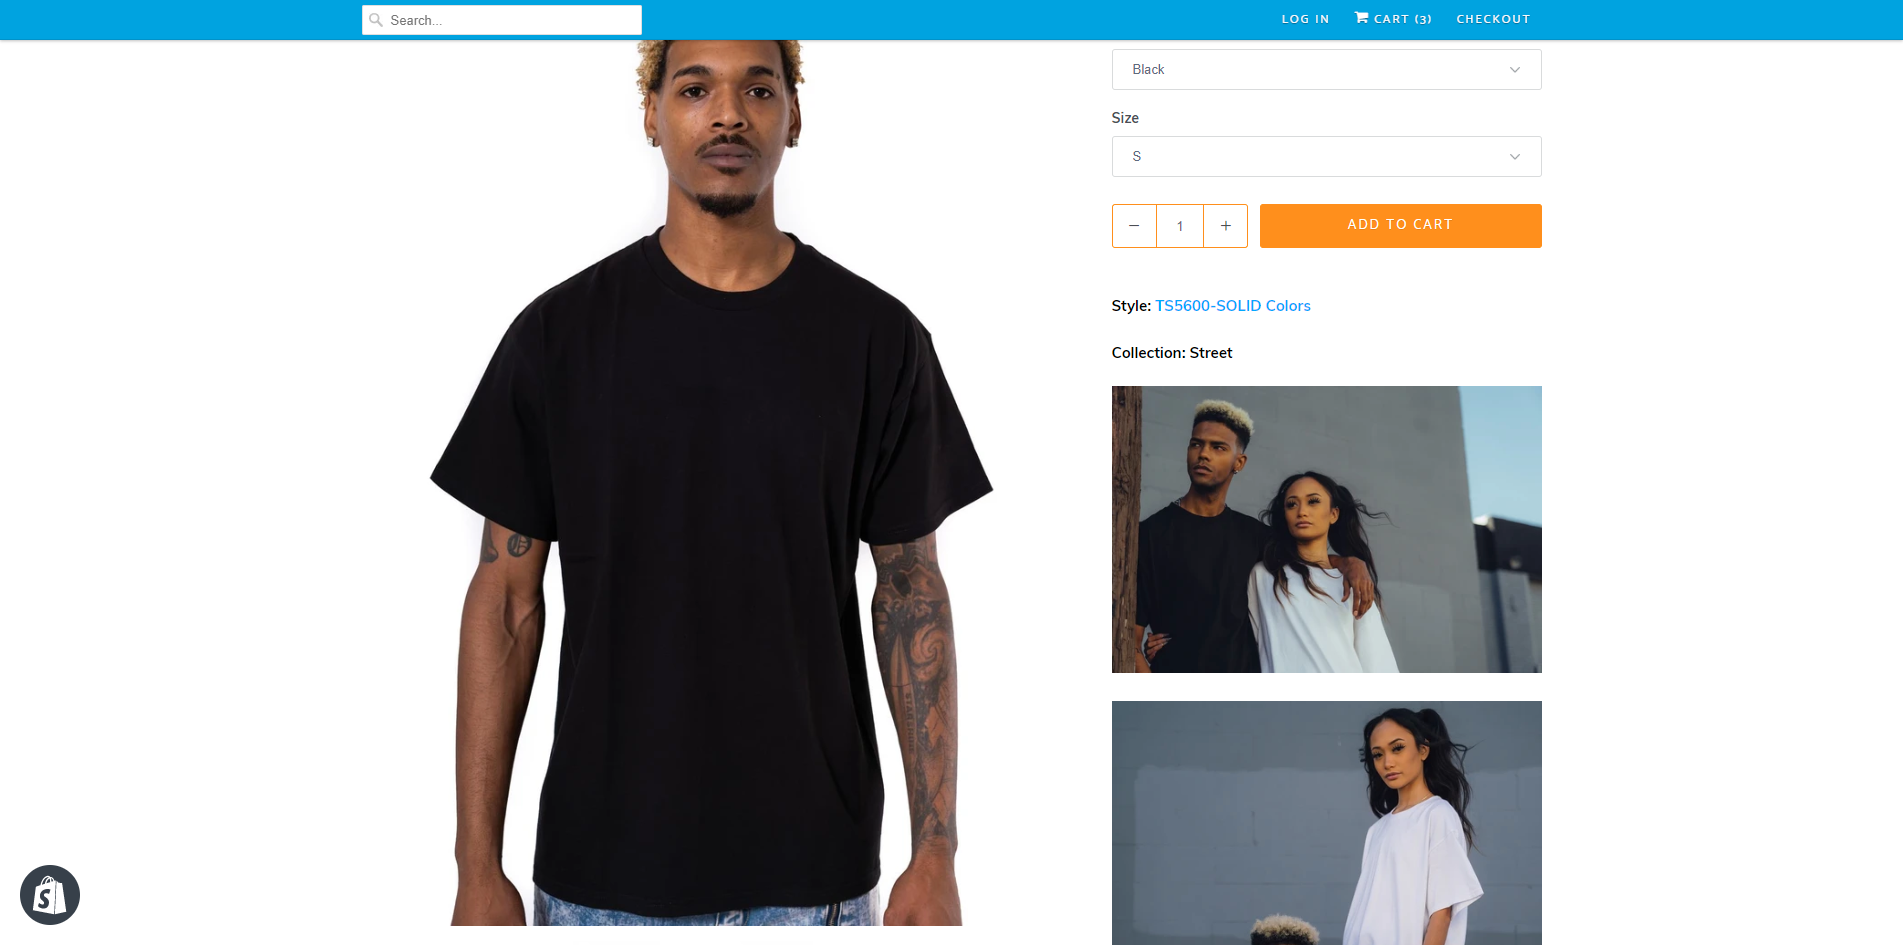 Search...
LOG IN
CART (3)
CHECKOUT
Black
Size
S
1
ADD TO CART
Style: TS5600-SOLID Colors
Collection: Street